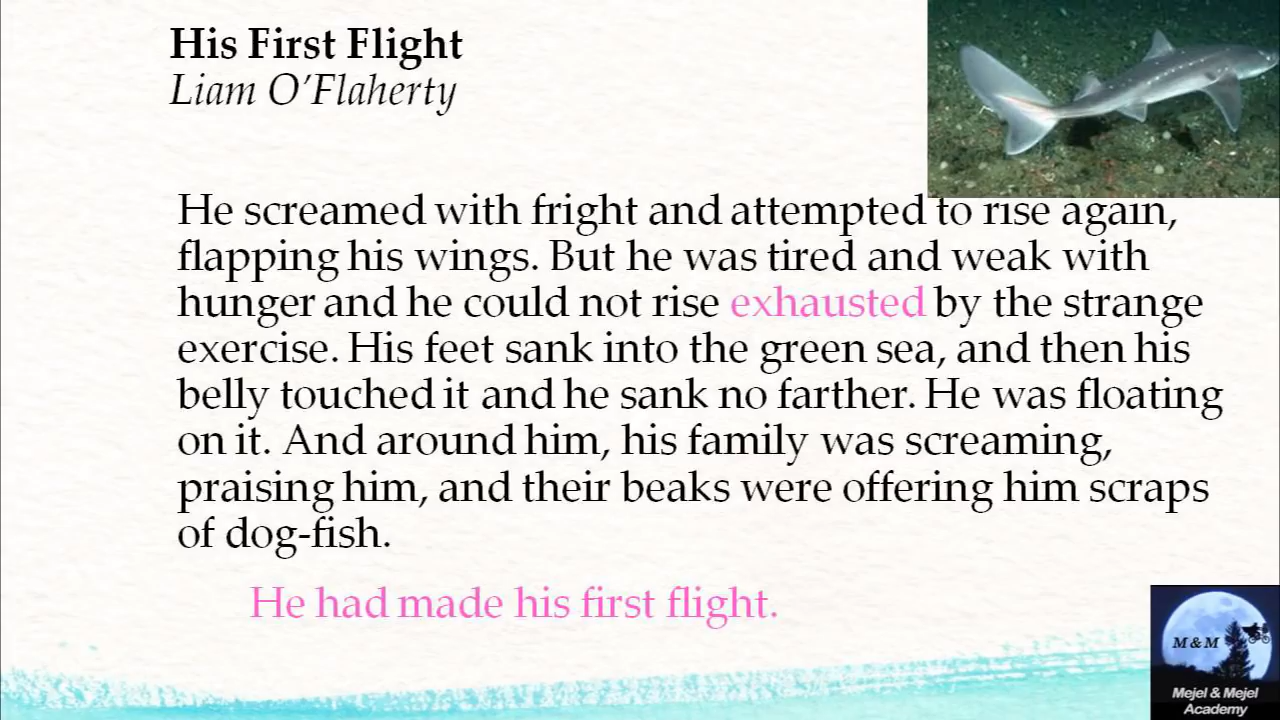 His First Flight
Liam O'Flaherty
He screamed with fright and attempted to rise again,
flapping his wings. But he was tired and weak with
hunger and he could not rise exhausted by the strange
exercise. His feet sank into the green sea, and then his
belly touched it and he sank no farther. He was floating
on it. And around him, his family was screaming,
praising him, and their beaks were offering him scraps
of dog-fish.
He had made his first flight.
M & M
Mejel & Mejel
Academy